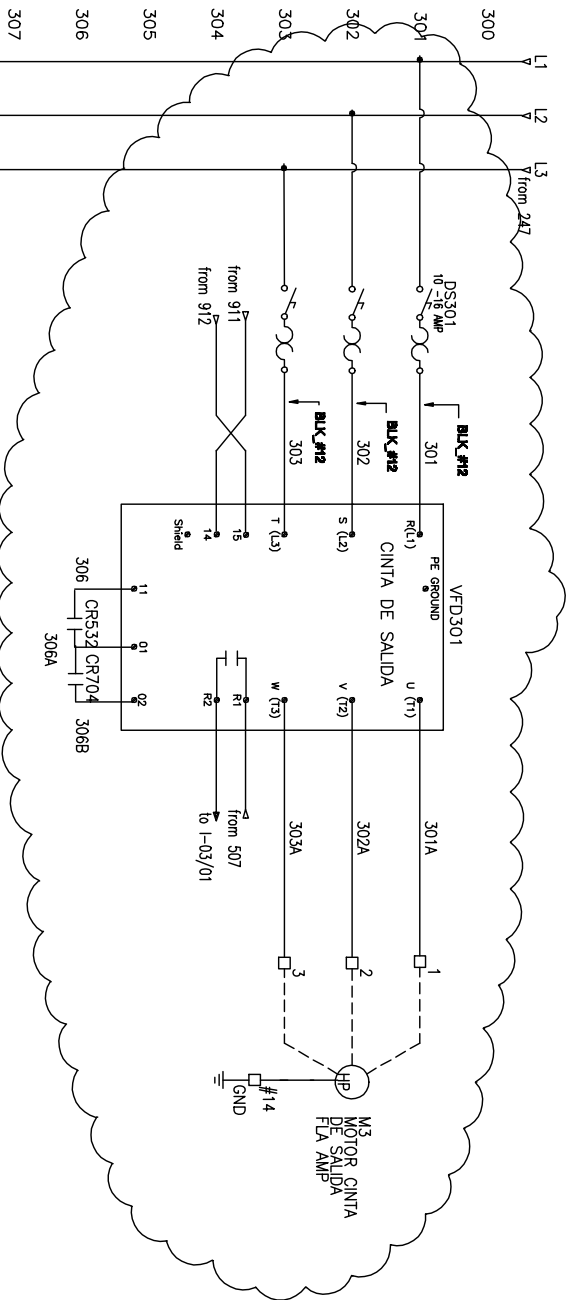 300
301
302
303
304
305
306
307
L1
L2
L3
from 247
DS301
10 -16 AMP
BLK_#12
301
BLK_#12
302
BLK_#12
303
from 911
from 912
VFD301
PE GROUND
CINTA DE SALIDA
R(L1)
S (L2)
T (L3)
15
14
Shield
U (T1)
V (T2)
W (T3)
R1
R2
11
01
02
306
CR532
306A
CR704
306B
301A
302A
303A
from 507
to I-03/01
1
2
3
HP
#14
GND
M3
MOTOR CINTA
DE SALIDA
FLA AMP